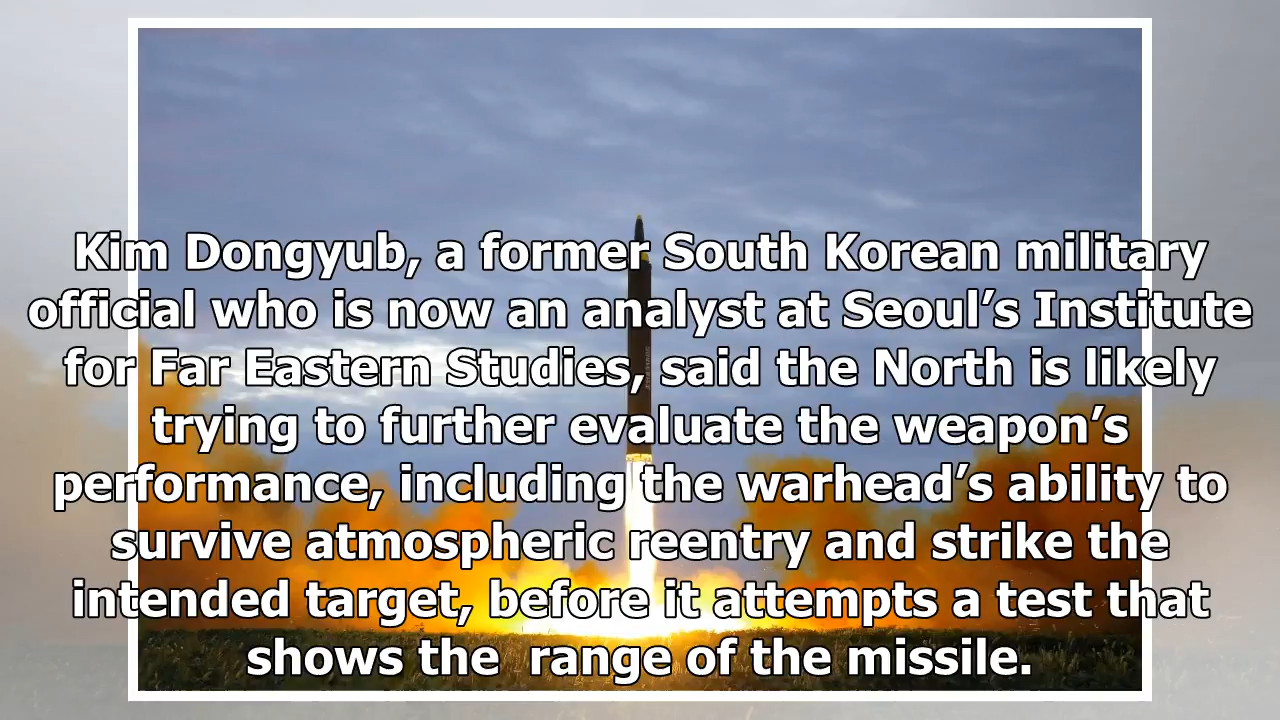 Kim Dongyub, a former South Korean military
official who is now an analyst at Seoul’s Institute
for Far Eastern Studies, said the North is likely
trying to further evaluate the weapon’s
performance, including the warhead’s ability to
survive atmospheric reentry and strike the
intended target, before it attempts a test that
shows the  range of the missile.